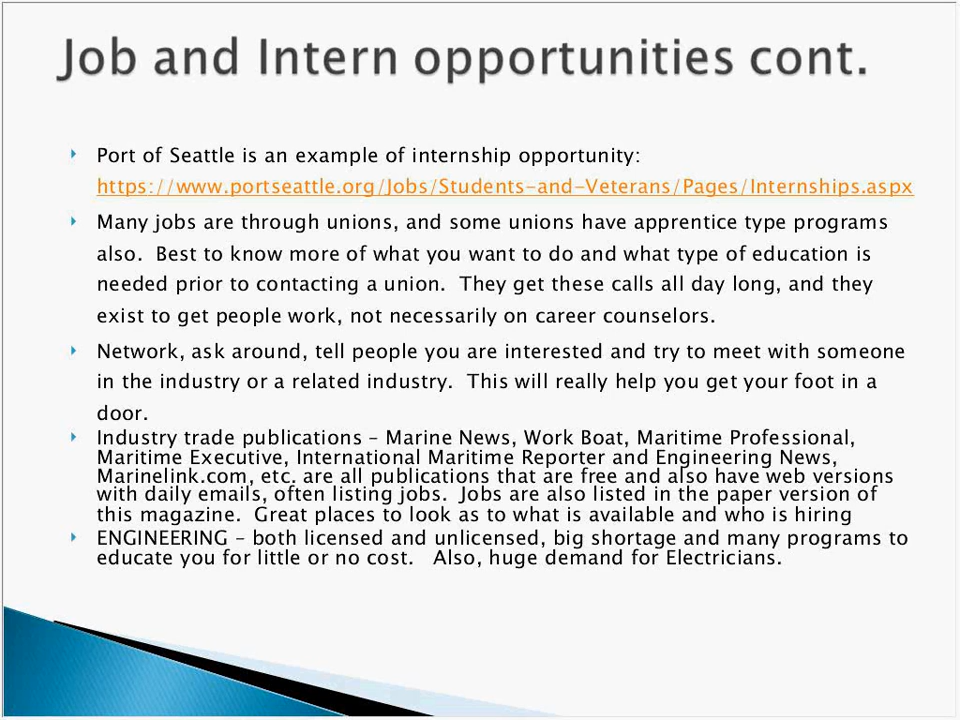 Job and Intern opportunities cont.
Port of Seattle is an example of internship opportunity:
https://www.portseattle.org/Jobs/Students-and-Veterans/Pages/Internships.aspx
Many jobs are through unions, and some unions have apprentice type programs
also.  Best to know more of what you want to do and what type of education is
needed prior to contacting a union.  They get these calls all day long, and they
exist to get people work, not necessarily on career counselors.
Network, ask around, tell people you are interested and try to meet with someone
in the industry or a related industry.  This will really help you get your foot in a
door.
Industry trade publications – Marine News, Work Boat, Maritime Professional,
Maritime Executive, International Maritime Reporter and Engineering News,
Marinelink.com, etc. are all publications that are free and also have web versions
with daily emails, often listing jobs.  Jobs are also listed in the paper version of
this magazine.  Great places to look as to what is available and who is hiring
ENGINEERING – both licensed and unlicensed, big shortage and many programs to
educate you for little or no cost.   Also, huge demand for Electricians.